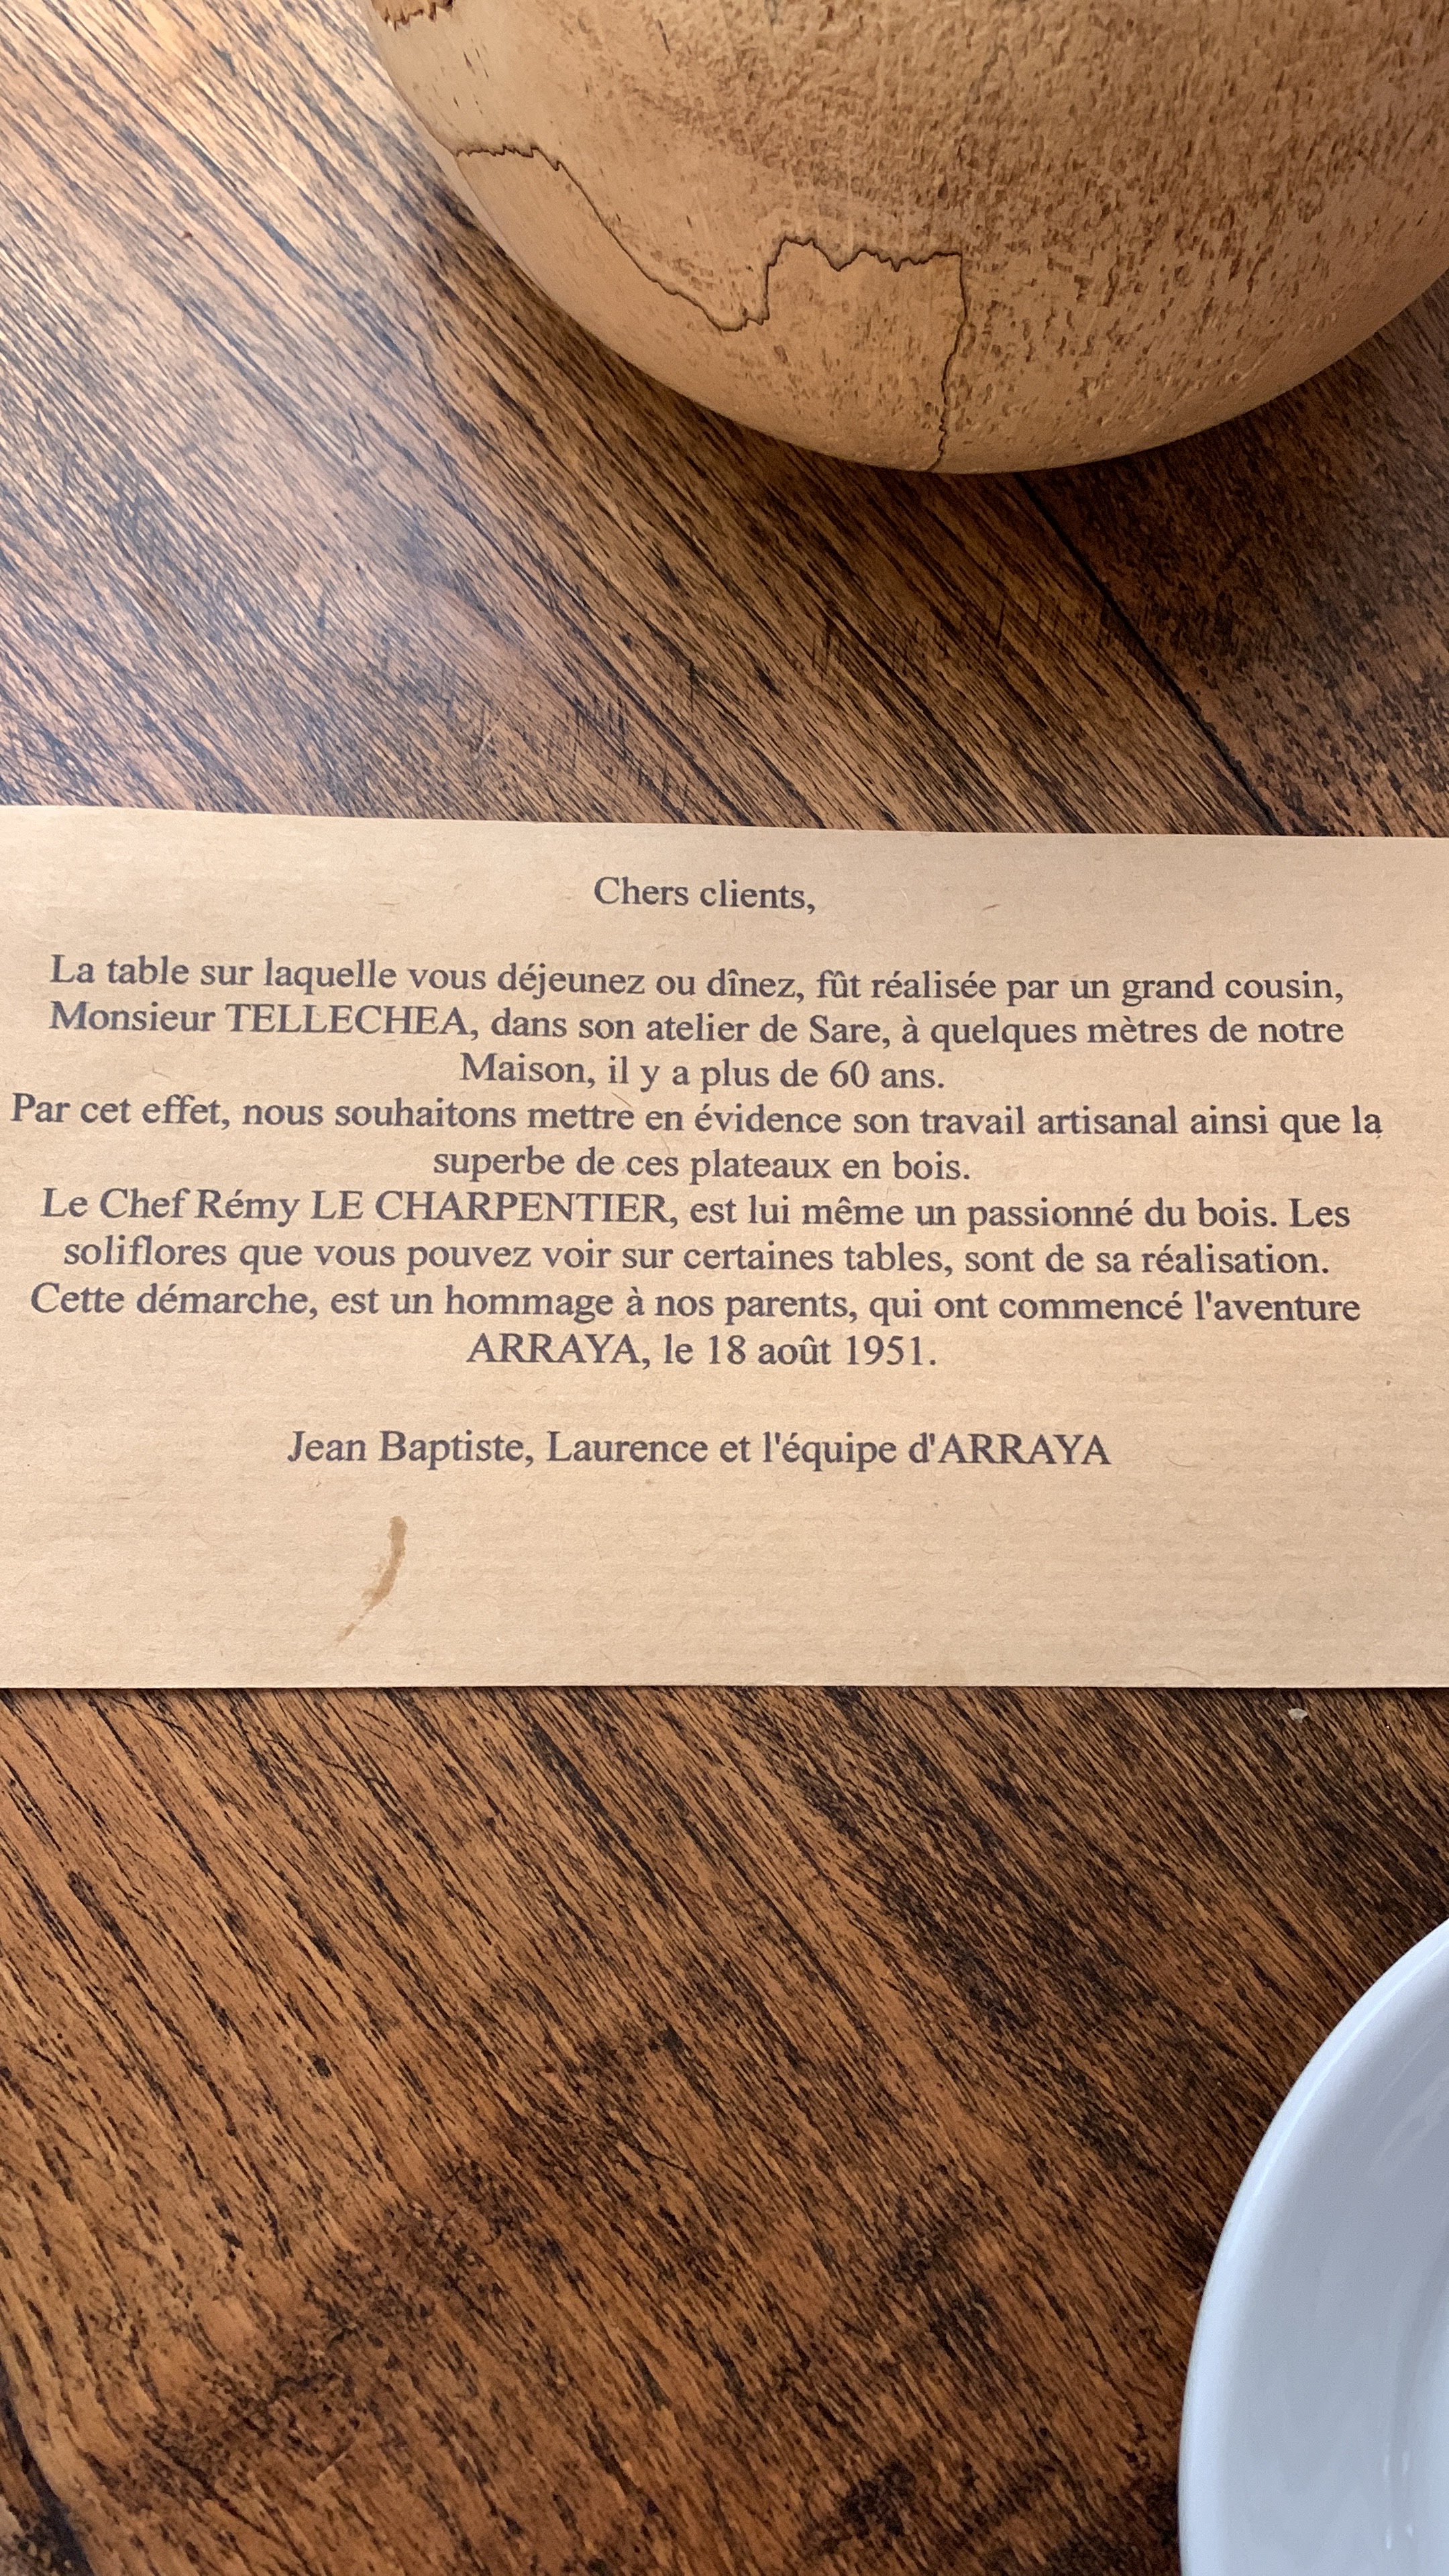 Chers clients,
La table sur laquelle vous déjeunez ou dînez, fût réalisée par un grand cousin,
Monsieur TELLECHEA, dans son atelier de Sare, à quelques mètres de notre
Maison, il y a plus de 60 ans.
Par cet effet, nous souhaitons mettre en évidence son travail artisanal ainsi que la
superbe de ces plateaux en bois.
Le Chef Rémy LE CHARPENTIER, est lui même un passionné du bois. Les
soliflores que vous pouvez voir sur certaines tables, sont de sa réalisation.
Cette démarche, est un hommage à nos parents, qui ont commencé l'aventure
ARRAYA, le 18 août 1951.
Jean Baptiste, Laurence et l'équipe d'ARRAYA